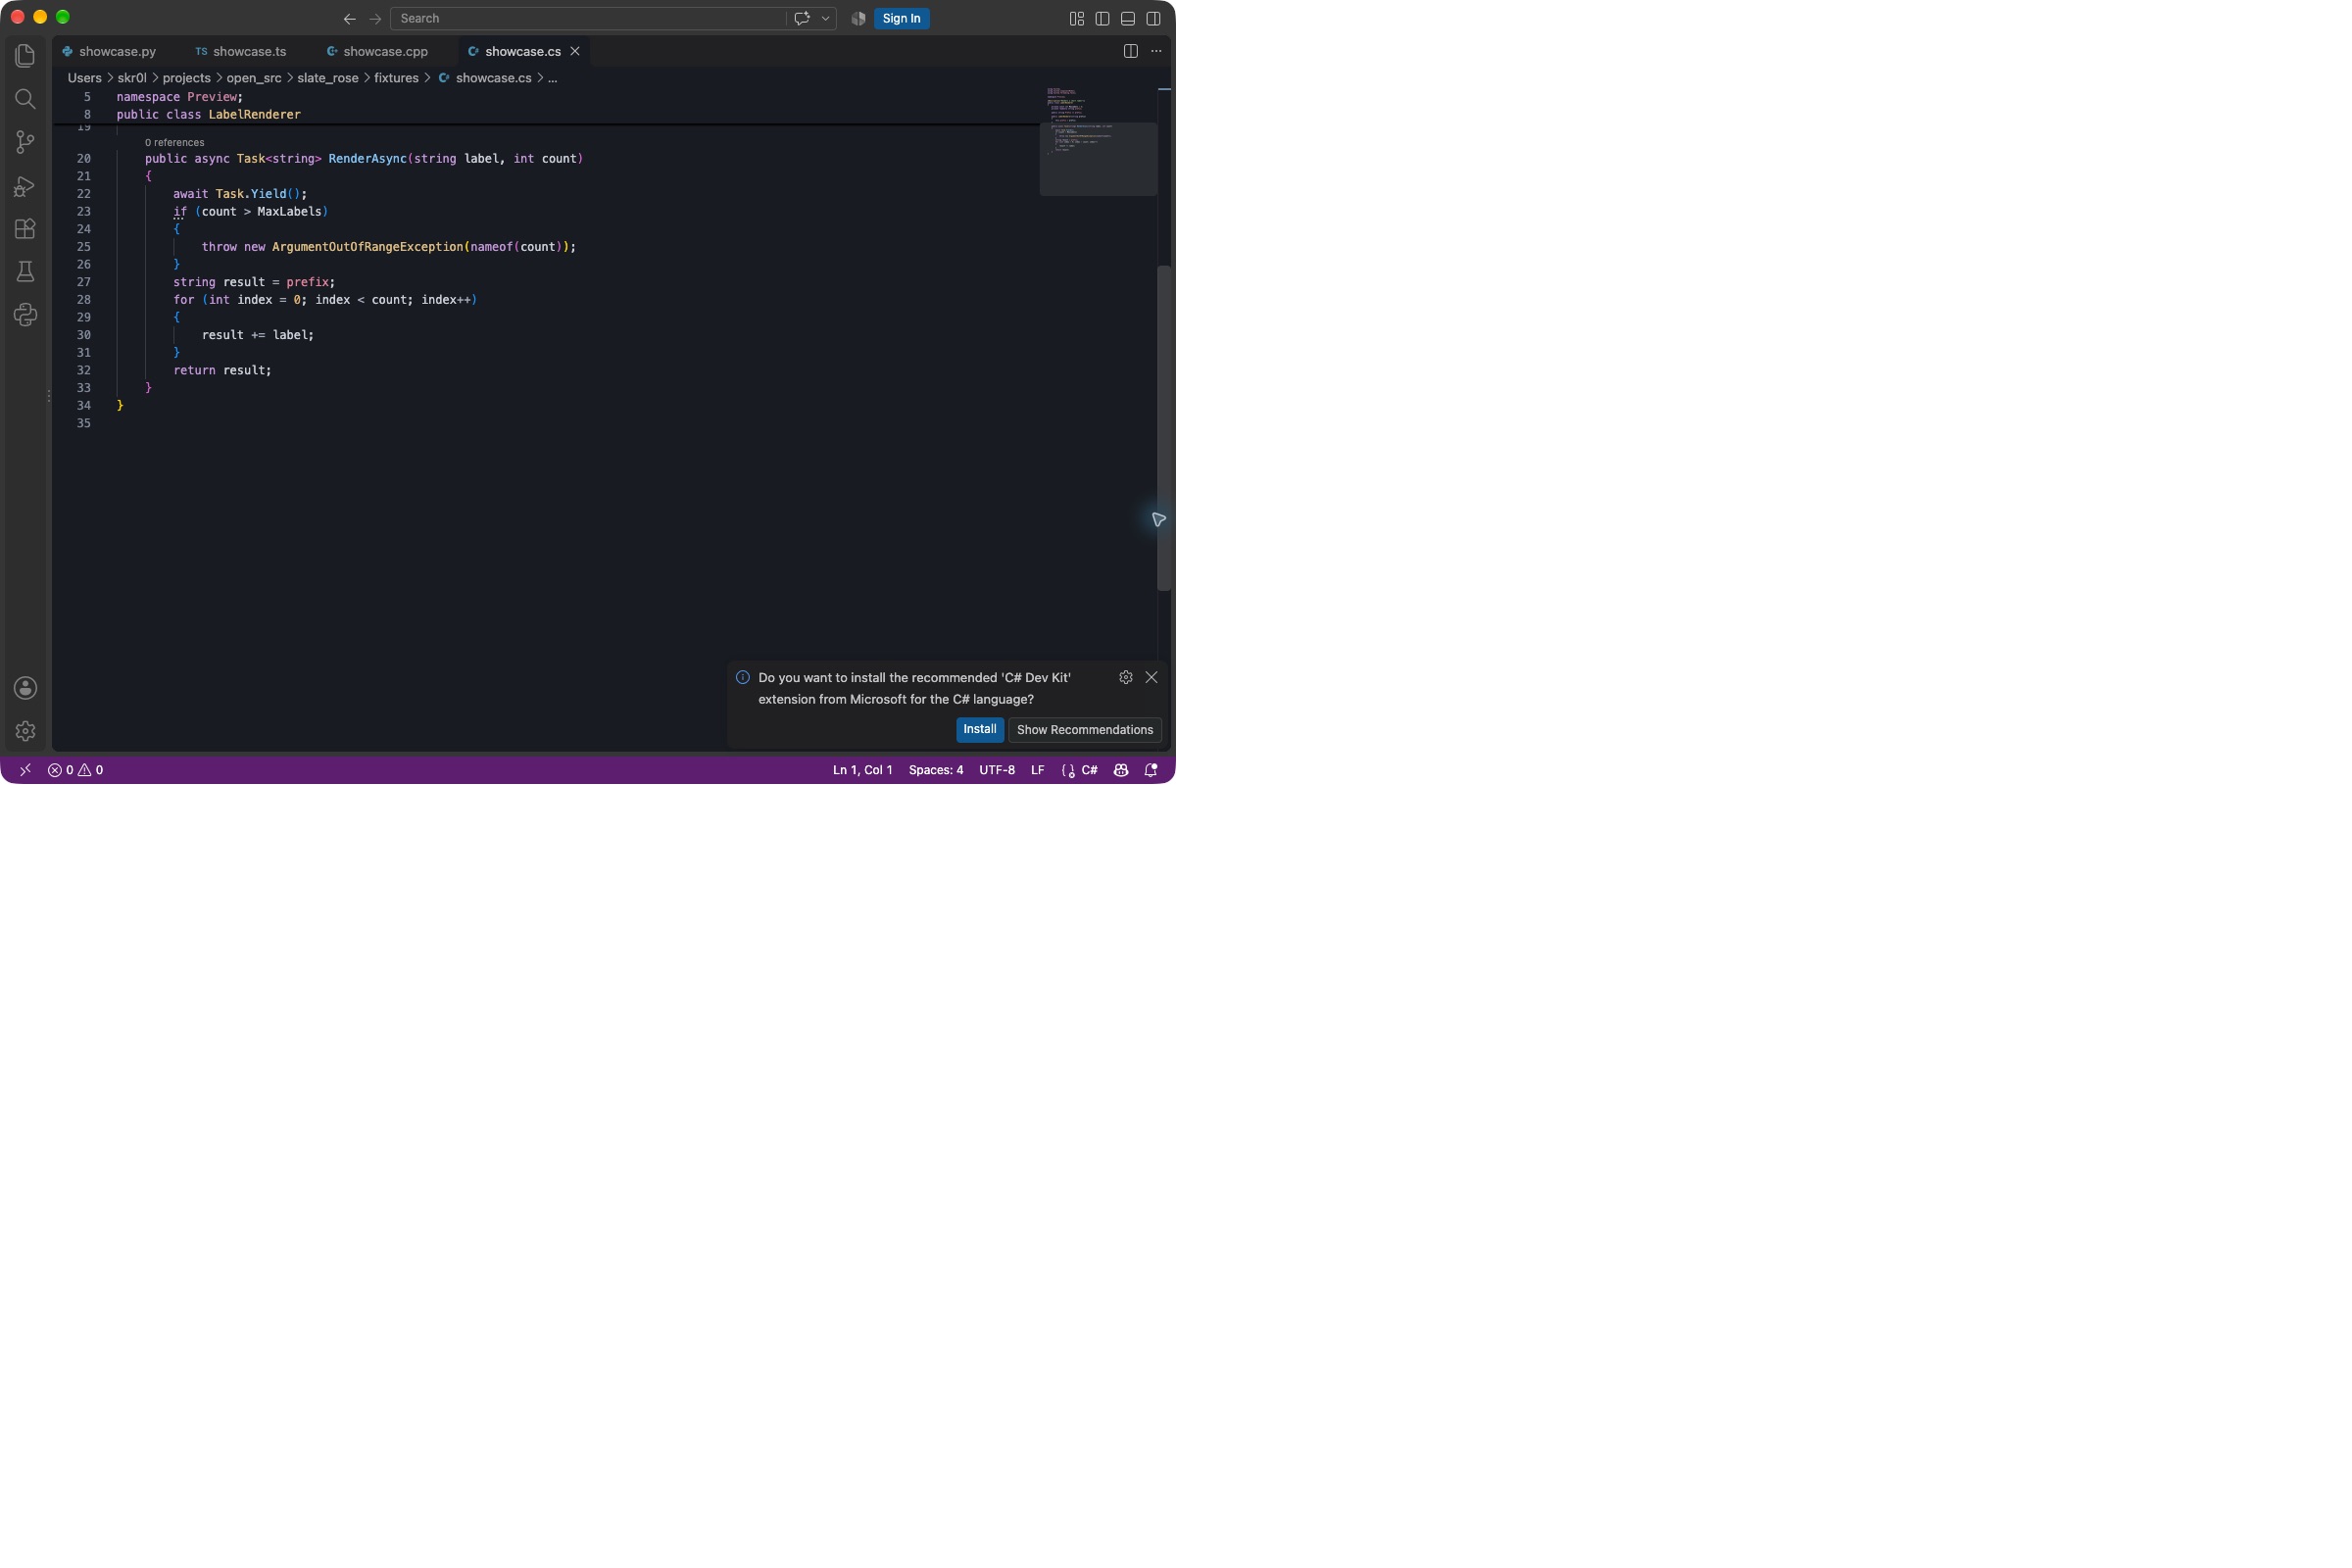 Search
Sign In
showcase.py
TS showcase.ts
showcase.cpp
showcase.cs
Users > skr0l > projects > open_src > slate_rose > fixtures > showcase.cs > ...
5 namespace Preview;
8 public class LabelRenderer
19
0 references
20 public async Task<string> RenderAsync(string label, int count)
21 {
22 await Task.Yield();
23 if (count > MaxLabels)
24 {
25 throw new ArgumentOutOfRangeException(nameof(count));
26 }
27 string result = prefix;
28 for (int index = 0; index < count; index++)
29 {
30 result += label;
31 }
32 return result;
33 }
34 }
35
Do you want to install the recommended 'C# Dev Kit'
extension from Microsoft for the C# language?
Install
Show Recommendations
0 0
Ln 1, Col 1
Spaces: 4
UTF-8
LF
{} C#